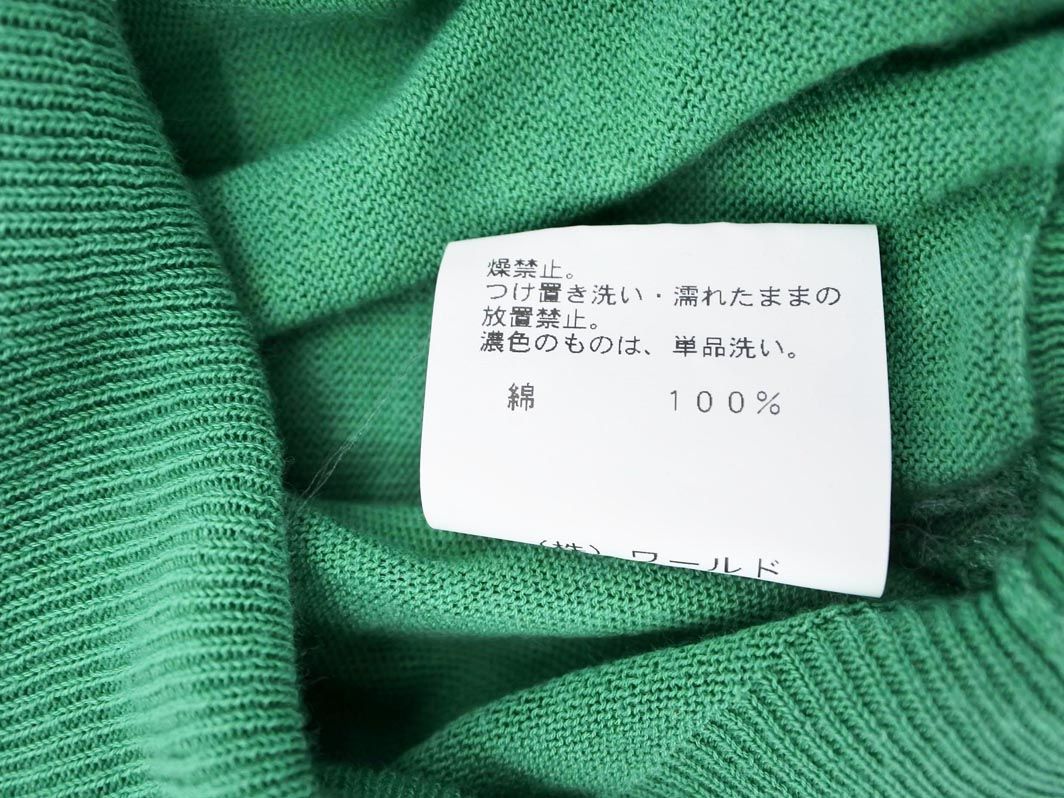 燥禁止。
つけ置き洗い・濡れたままの
放置禁止。
濃色のものは、単品洗い。
綿 100%
(株) ワールド